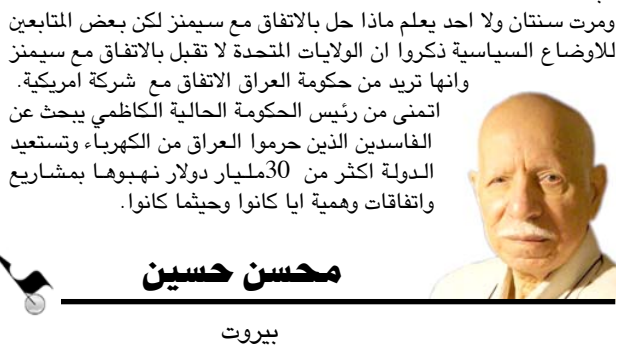 ومرت سنتان ولا احد يعلم ماذا حل بالاتفاق مع سيمنز لكن بعض المتابعين
للاوضاع السياسية ذكروا ان الولايات المتحدة لا تقبل بالاتفاق مع سيمنز
وانها تريد من حكومة العراق الاتفاق مع شركة امريكية.
اتمنى من رئيس الحكومة الحالية الكاظمي يبحث عن
الفاسدين الذين حرموا العراق من الكهرباء وتستعيد
الدولة اكثر من 30مليار دولار نهبوها بمشاريع
واتفاقات وهمية ايا كانوا وحيثما كانوا.
محسن حسين
بيروت